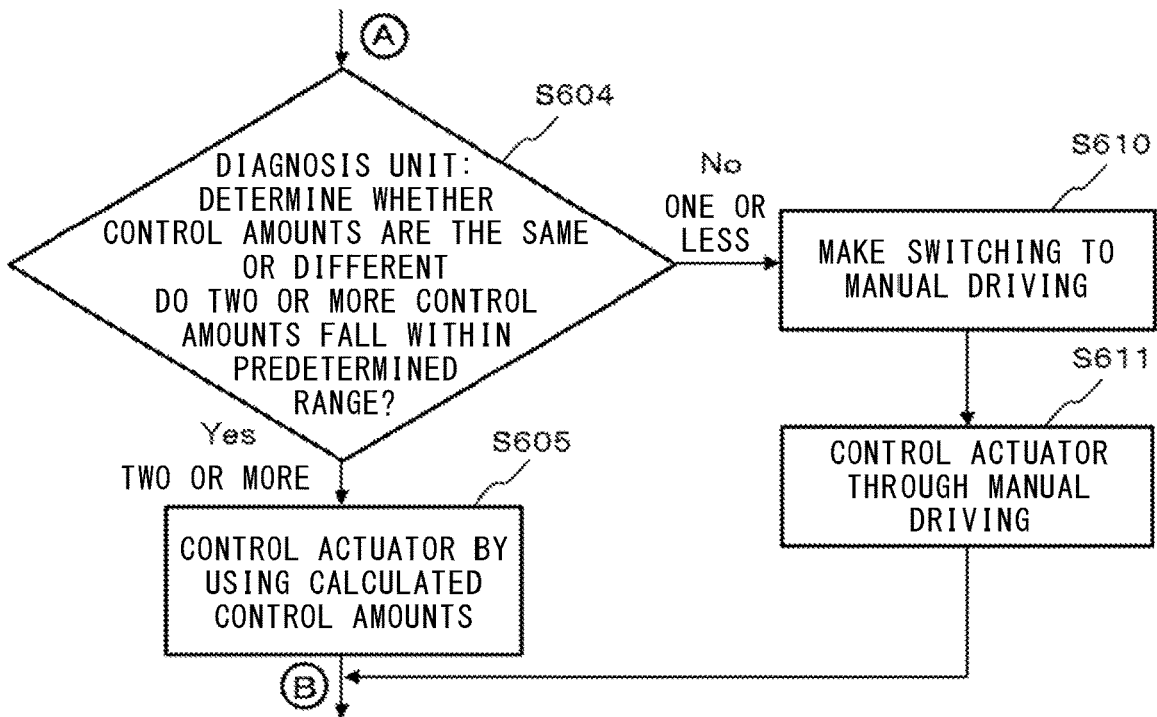 A
S604
DIAGNOSIS UNIT:
DETERMINE WHETHER
CONTROL AMOUNTS ARE THE SAME
OR DIFFERENT
DO TWO OR MORE CONTROL
AMOUNTS FALL WITHIN
PREDETERMINED
RANGE?
No
ONE OR
LESS
S610
MAKE SWITCHING TO
MANUAL DRIVING
S611
CONTROL ACTUATOR
THROUGH MANUAL
DRIVING
Yes
TWO OR MORE
S605
CONTROL ACTUATOR BY
USING CALCULATED
CONTROL AMOUNTS
B